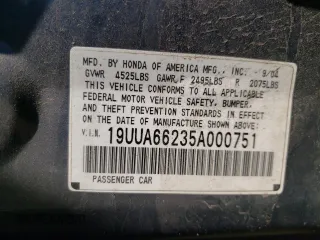 MFD. BY HONDA OF AMERICA MFG., INC. - 9/04
GVWR 4525LBS GAWR F 2495LBS R 2075LBS
THIS VEHICLE CONFORMS TO ALL APPLICABLE
FEDERAL MOTOR VEHICLE SAFETY, BUMPER,
AND THEFT PREVENTION STANDARDS IN EFFECT
ON THE DATE OF MANUFACTURE SHOWN ABOVE.
V.I.N. 19UUA66235A000751
PASSENGER CAR